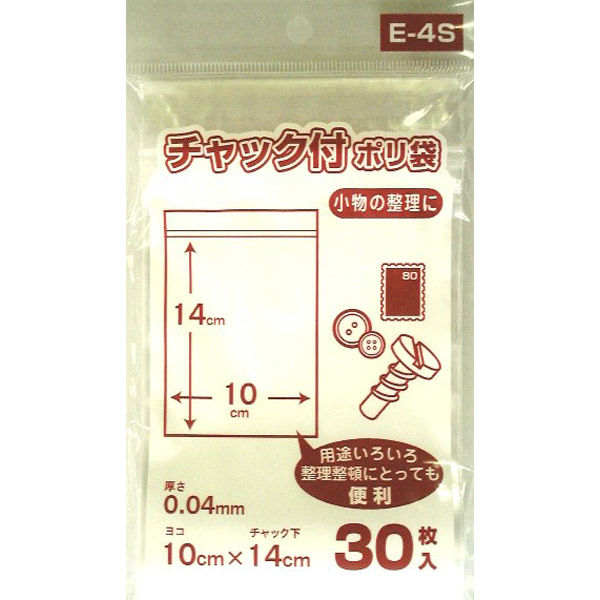 E-4S
チャック付 ポリ袋
小物の整理に
80
14cm
10
cm
用途いろいろ
整理整頓にとっても
便利
厚さ
0.04mm
ヨコ チャック下
10cm×14cm
30枚入